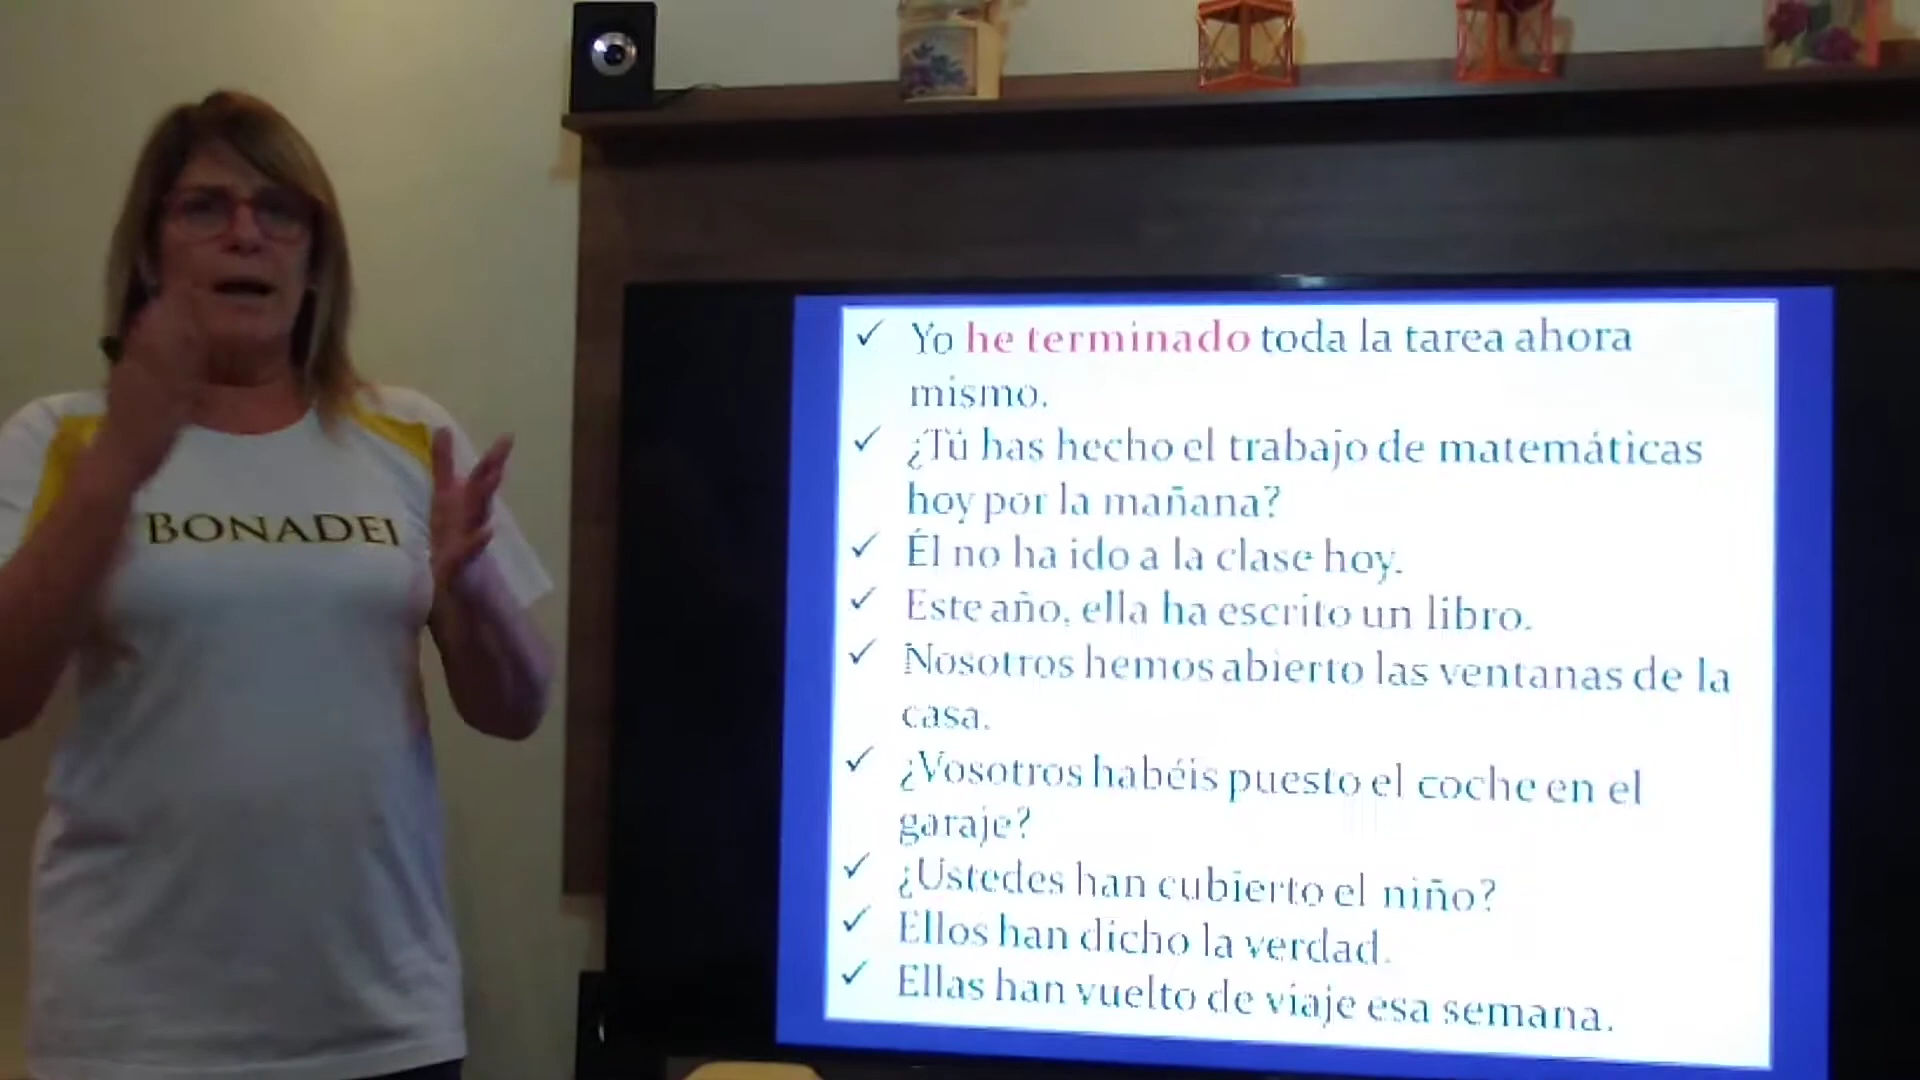 BONADEI
Yo he terminado toda la tarea ahora
mismo.
¿Tú has hecho el trabajo de matemáticas
hoy por la mañana?
Él no ha ido a la clase hoy.
Este año, ella ha escrito un libro.
Nosotros hemos abierto las ventanas de la
casa.
¿Vosotros habéis puesto el coche en el
garaje?
¿Ustedes han cubierto el niño?
Ellos han dicho la verdad.
Ellas han vuelto de viaje esa semana.